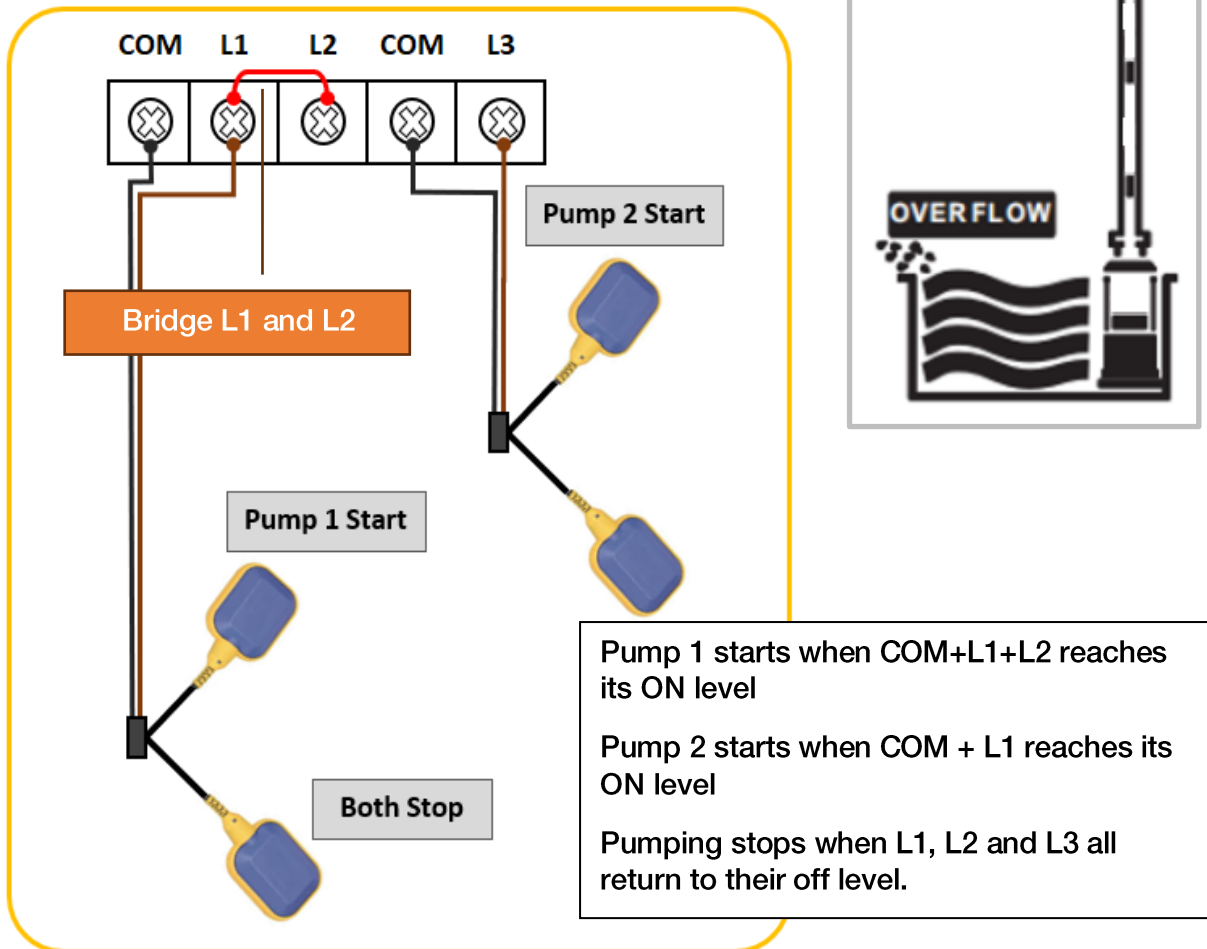 COM L1 L2 COM L3
Pump 2 Start
OVERFLOW
Bridge L1 and L2
Pump 1 Start
Both Stop
Pump 1 starts when COM+L1+L2 reaches
its ON level
Pump 2 starts when COM + L1 reaches its
ON level
Pumping stops when L1, L2 and L3 all
return to their off level.